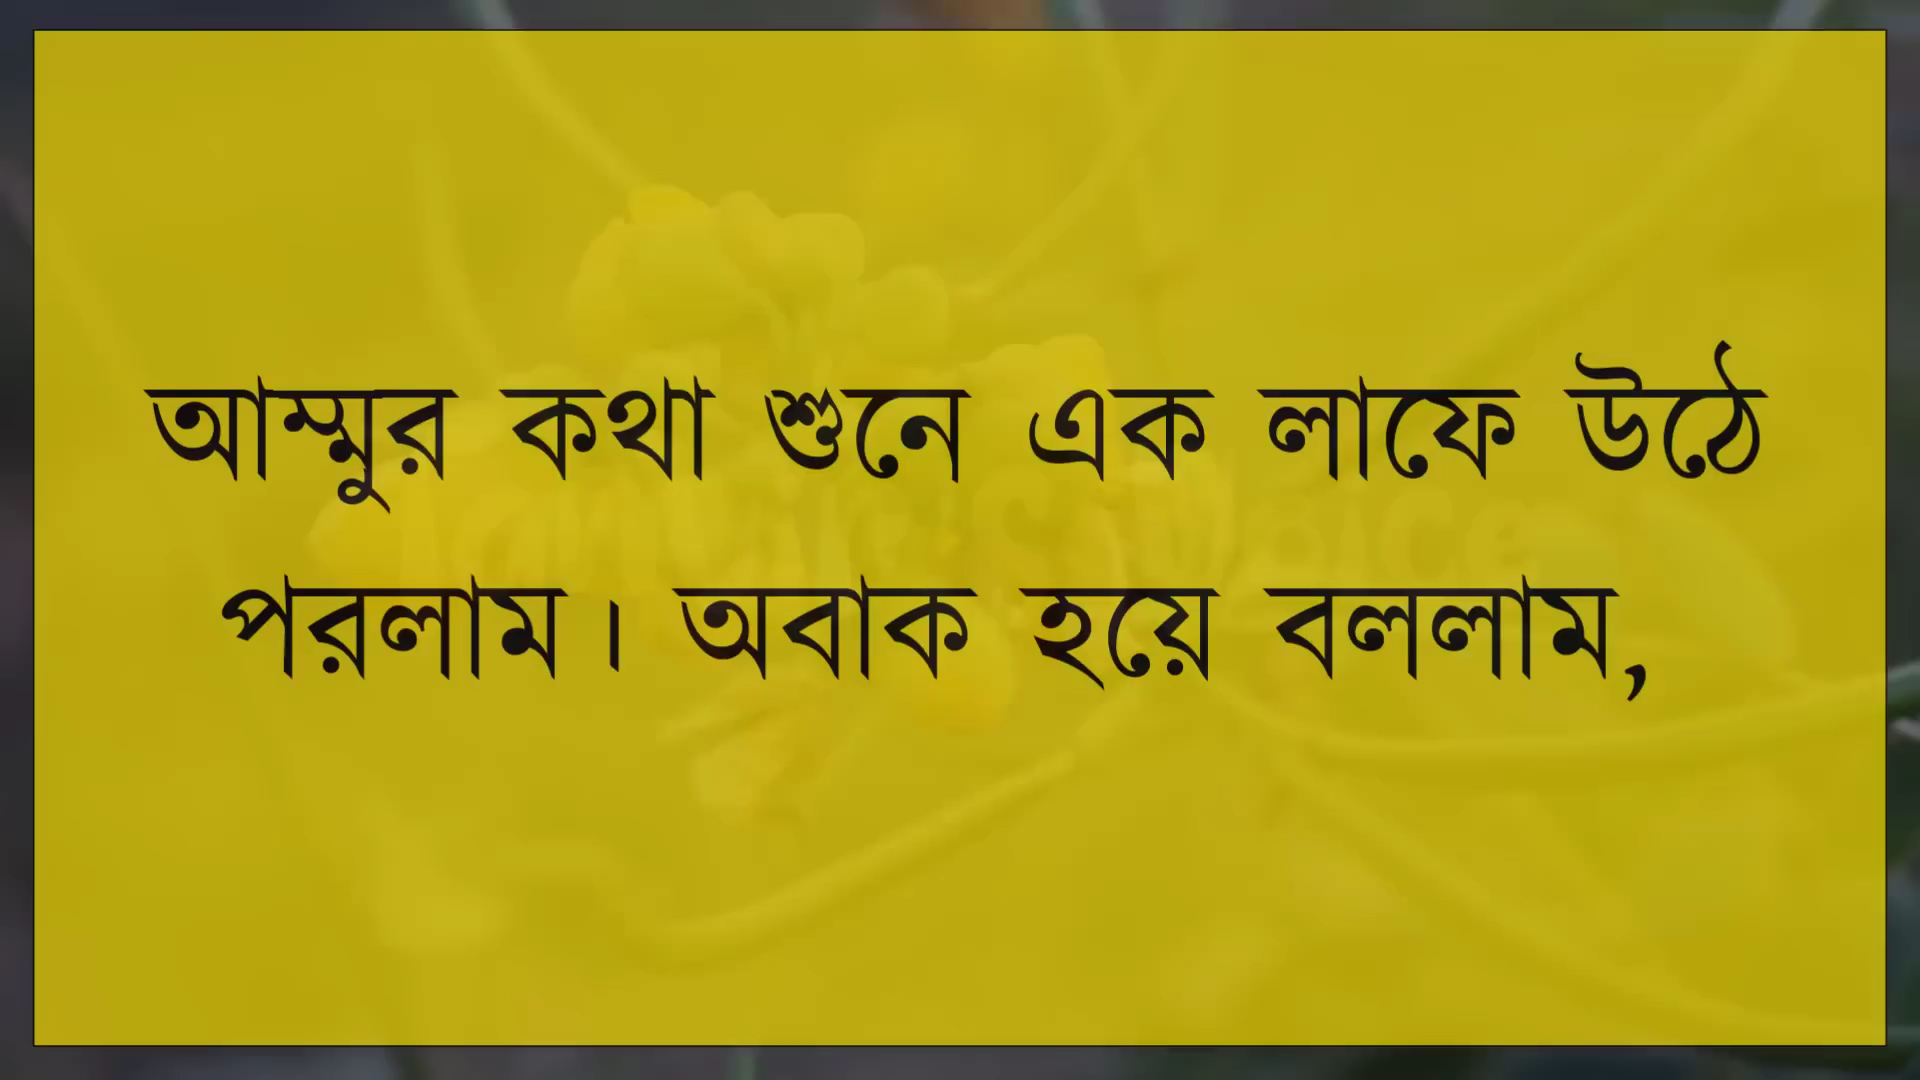 আম্মুর কথা শুনে এক লাফে উঠে
পরলাম। অবাক হয়ে বললাম,